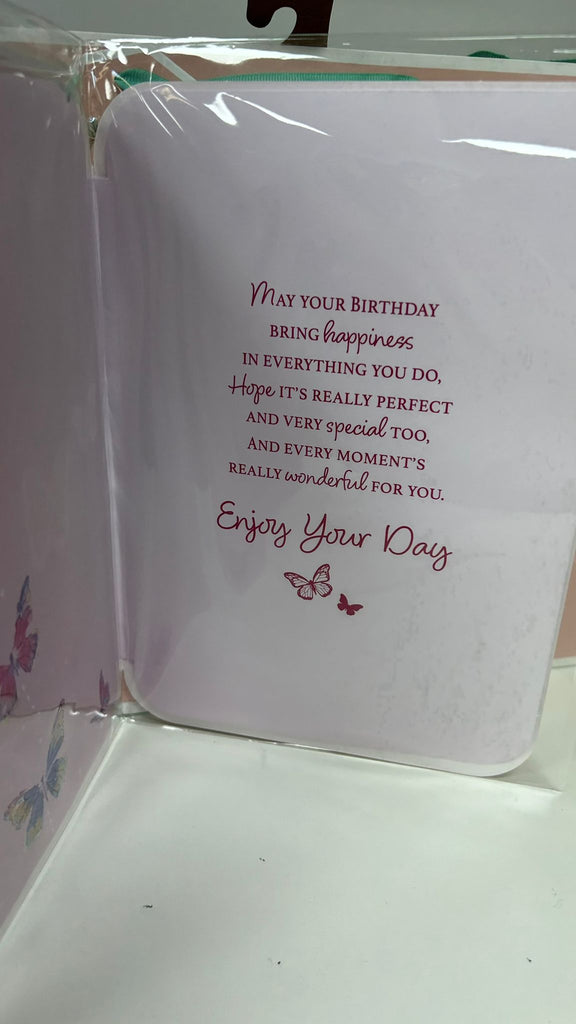 May your Birthday
bring happiness
in everything you do,
Hope it's really perfect
and very special too,
And every moment's
really wonderful for you.
Enjoy Your Day